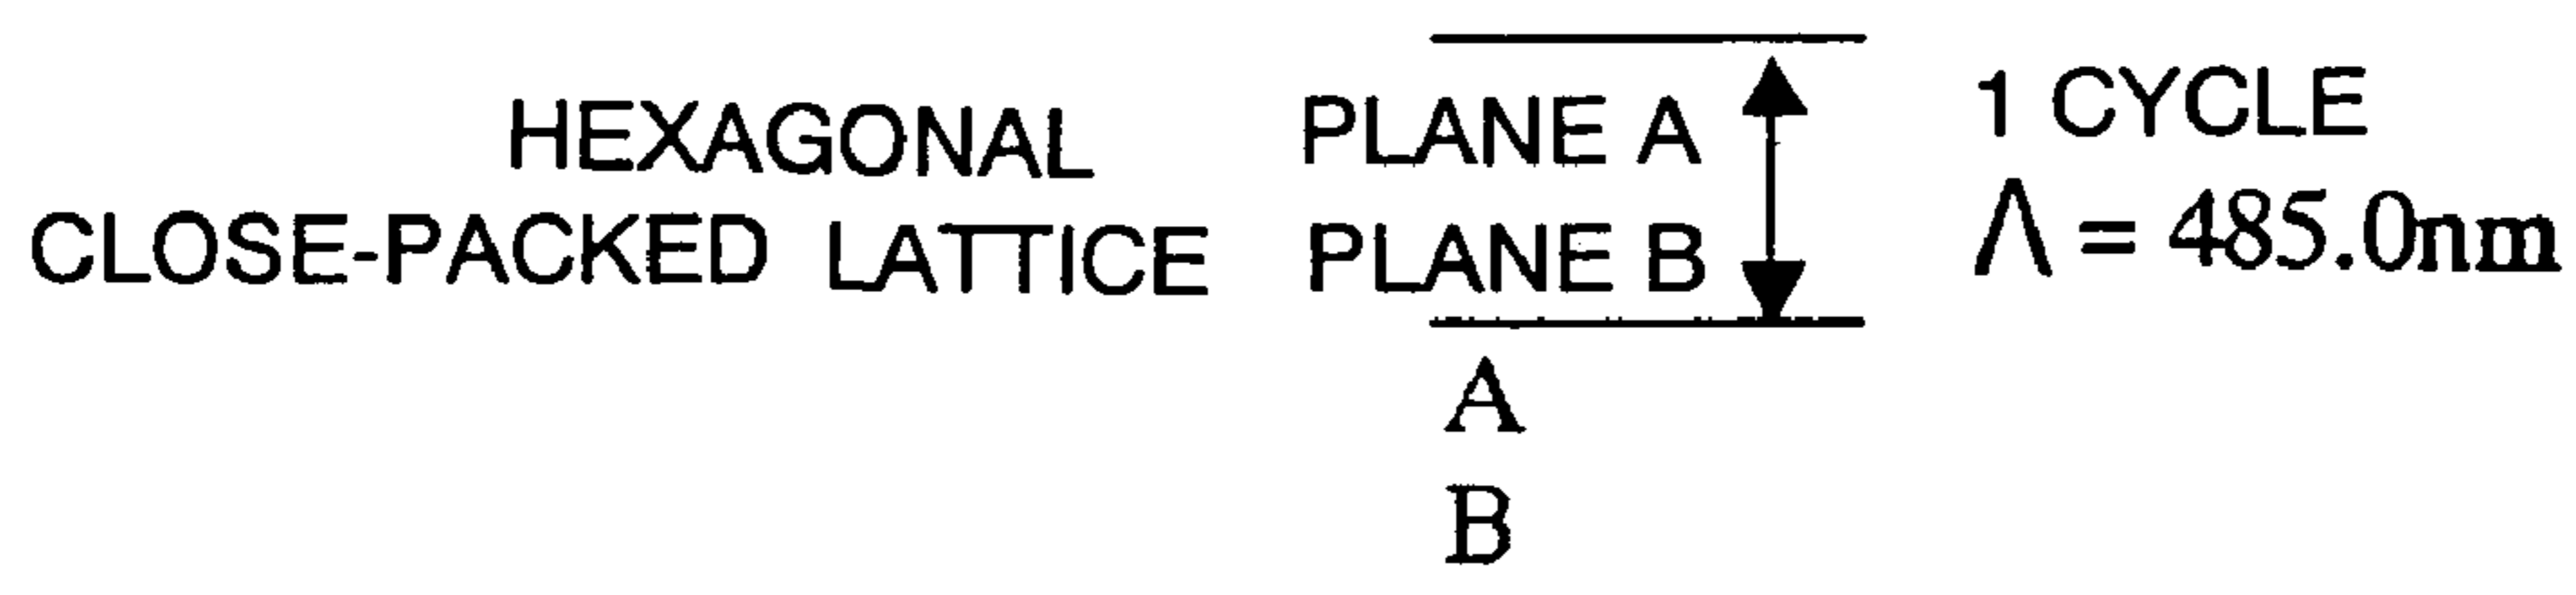 HEXAGONAL
CLOSE-PACKED LATTICE
PLANE A
PLANE B
1 CYCLE
Λ = 485.0nm
A
B